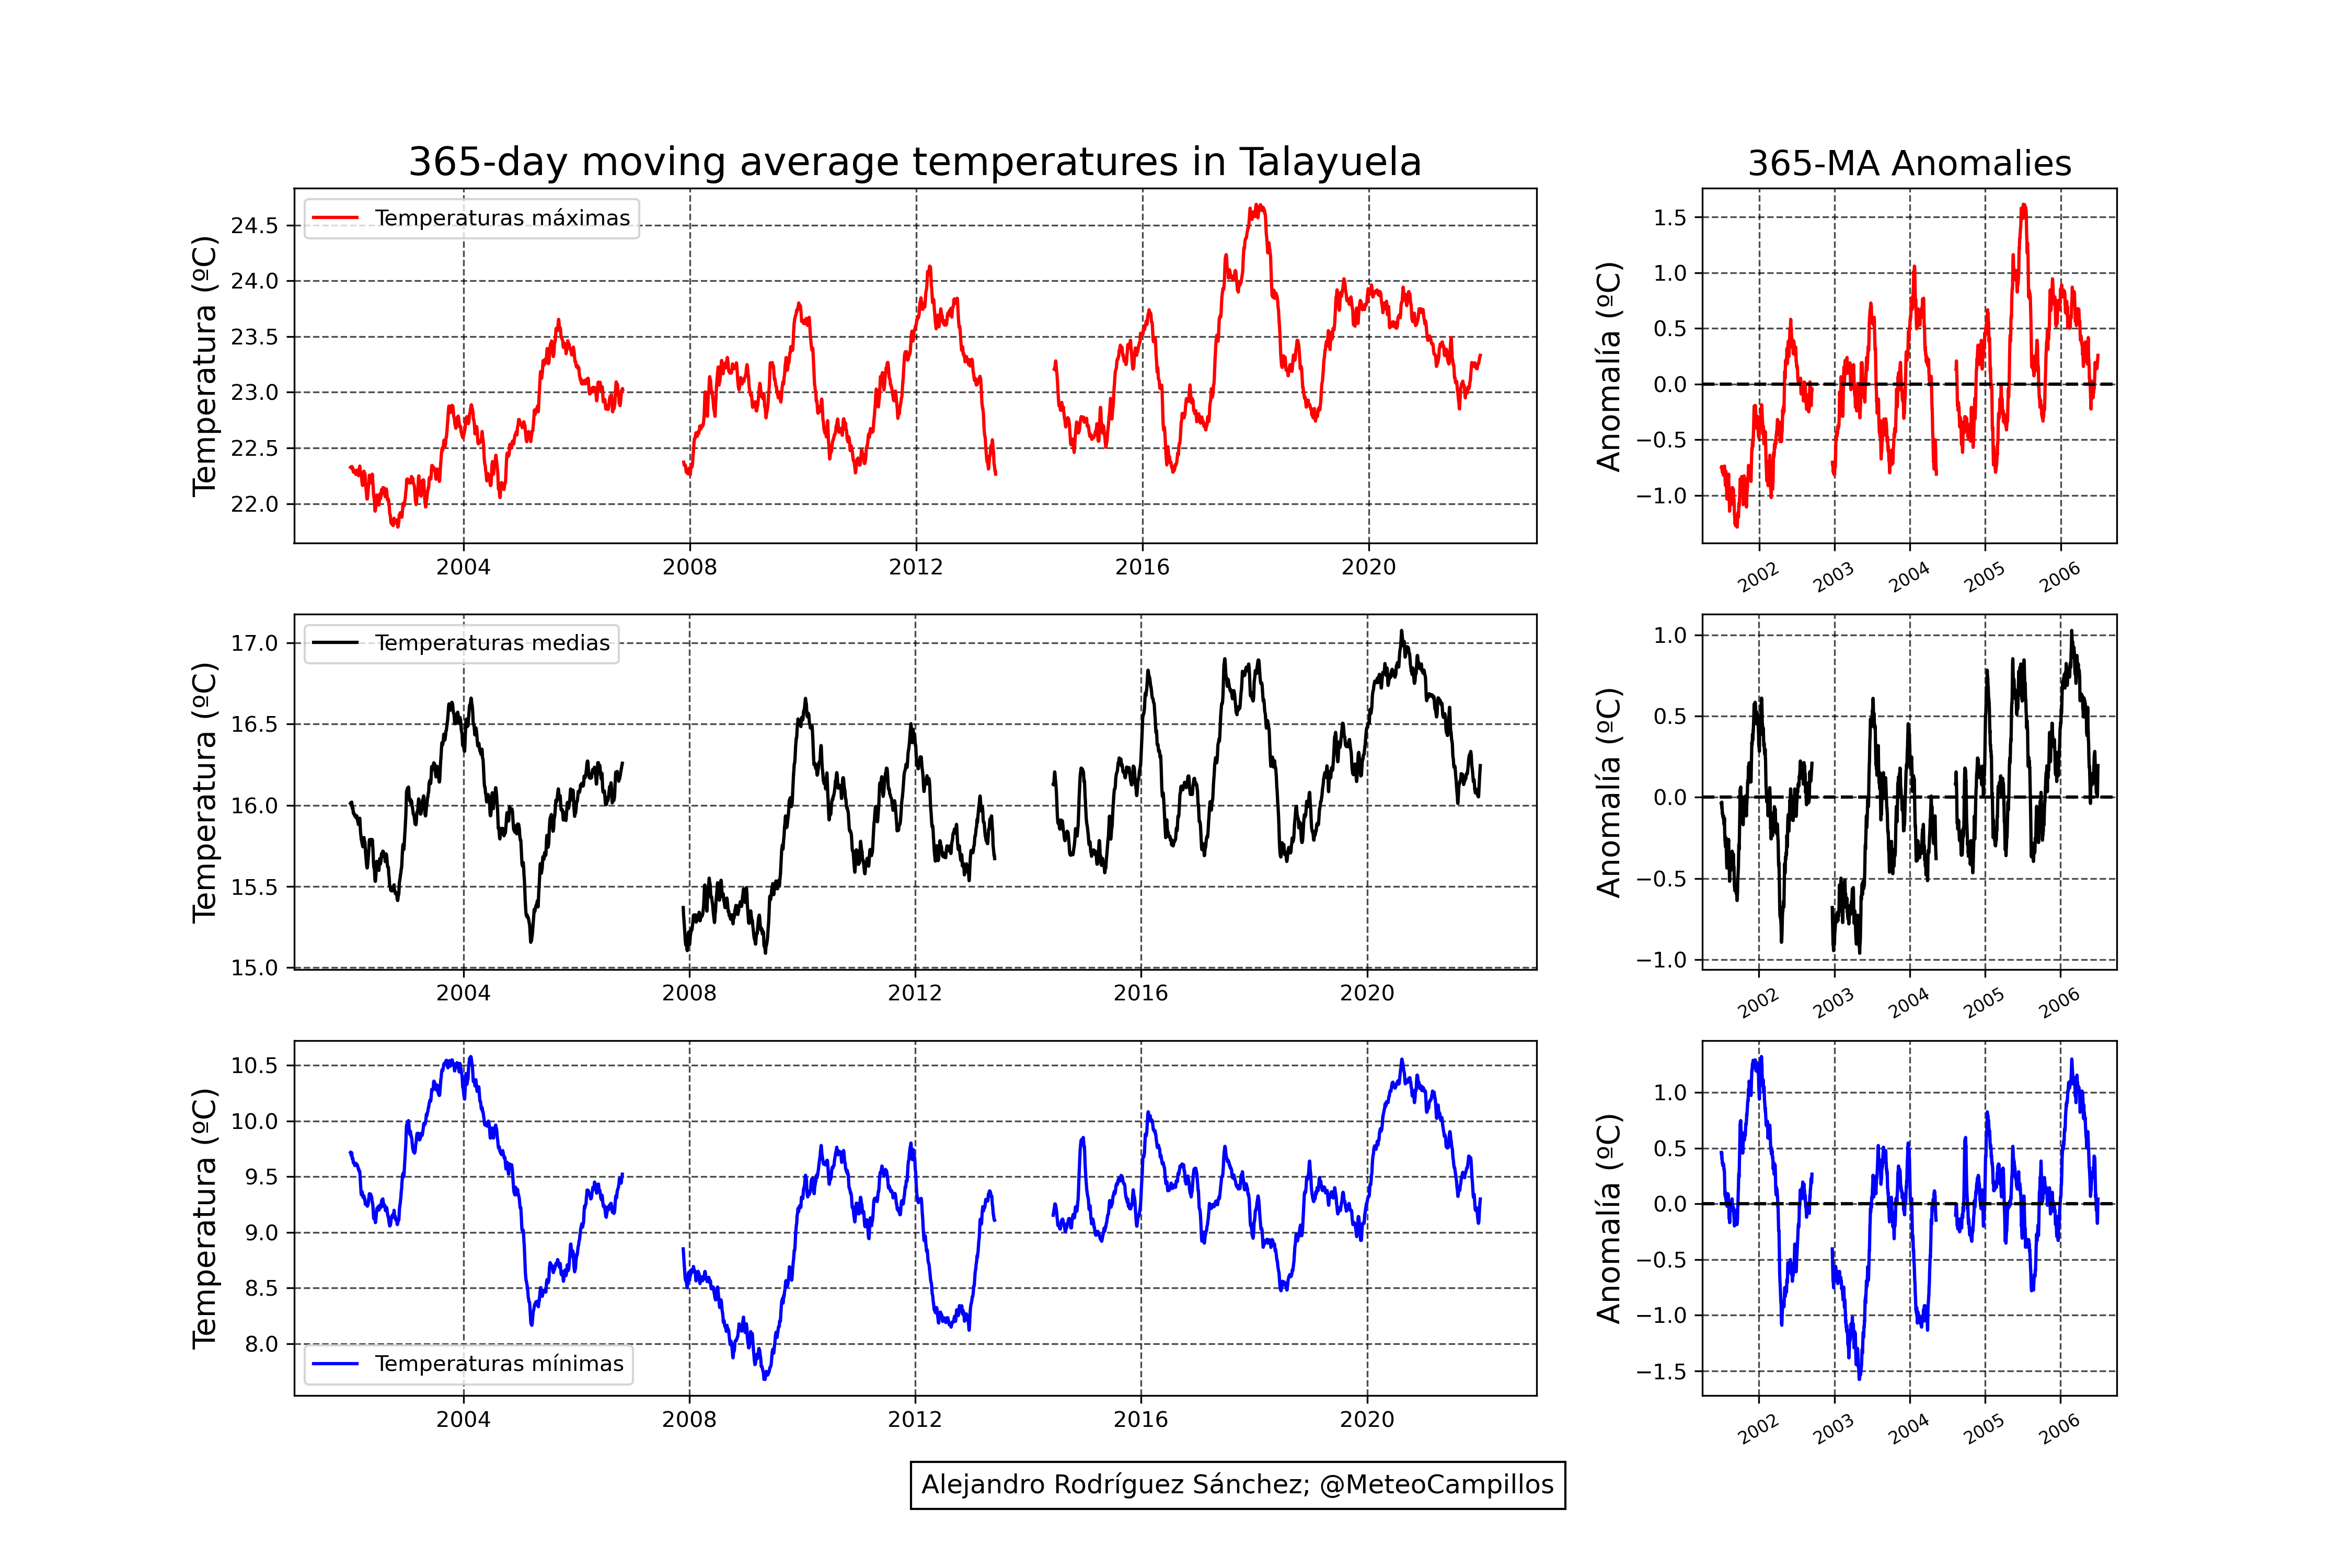 365-day moving average temperatures in Talayuela
365-MA Anomalies
Temperatura (ºC)
24.5
24.0
23.5
23.0
22.5
22.0
Temperaturas máximas
2004 2008 2012 2016 2020
Anomalía (ºC)
1.5
1.0
0.5
0.0
−0.5
−1.0
2002 2003 2004 2005 2006
Temperatura (ºC)
17.0
16.5
16.0
15.5
15.0
Temperaturas medias
2004 2008 2012 2016 2020
Anomalía (ºC)
1.0
0.5
0.0
−0.5
−1.0
2002 2003 2004 2005 2006
Temperatura (ºC)
10.5
10.0
9.5
9.0
8.5
8.0
Temperaturas mínimas
2004 2008 2012 2016 2020
Anomalía (ºC)
1.0
0.5
0.0
−0.5
−1.0
−1.5
2002 2003 2004 2005 2006
Alejandro Rodríguez Sánchez; @MeteoCampillos